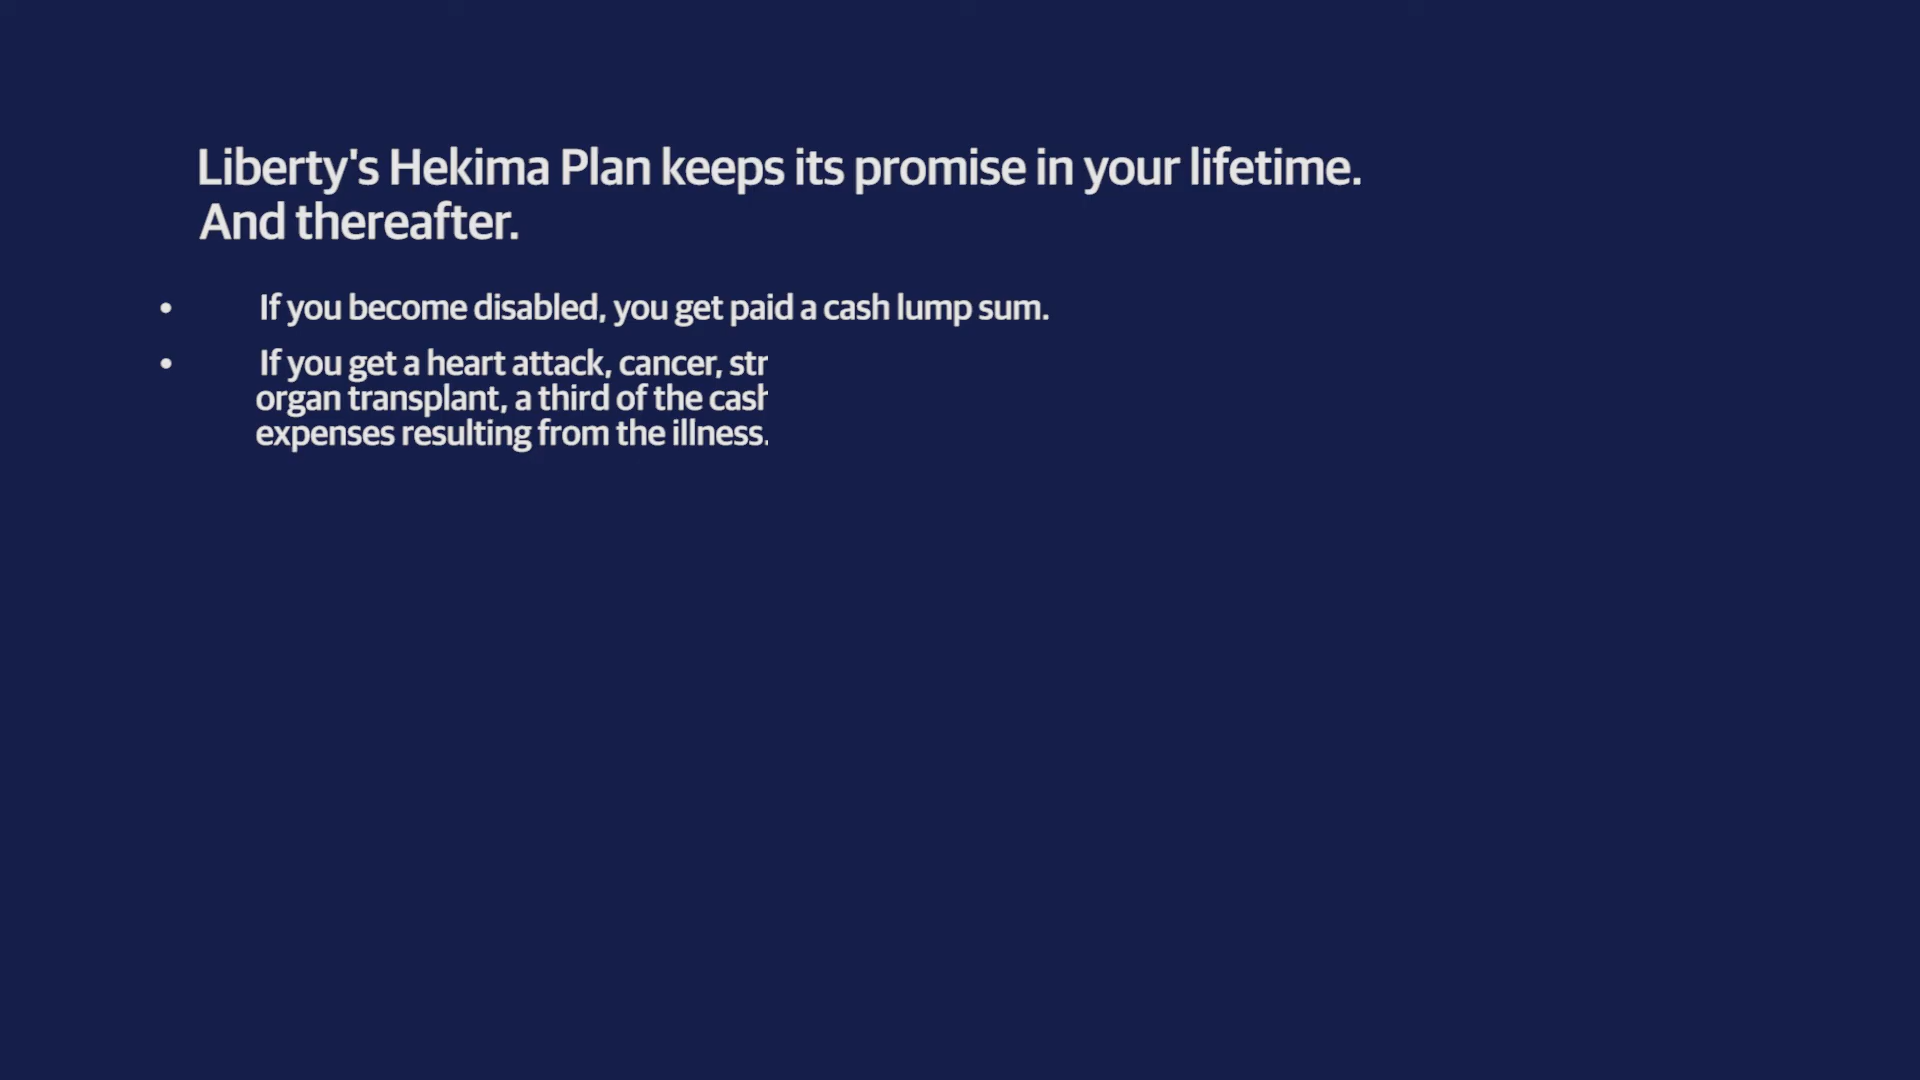 Liberty's Hekima Plan keeps its promise in your lifetime.
And thereafter.
• If you become disabled, you get paid a cash lump sum.
• If you get a heart attack, cancer,
organ transplant, a third of the
expenses resulting from the illness.